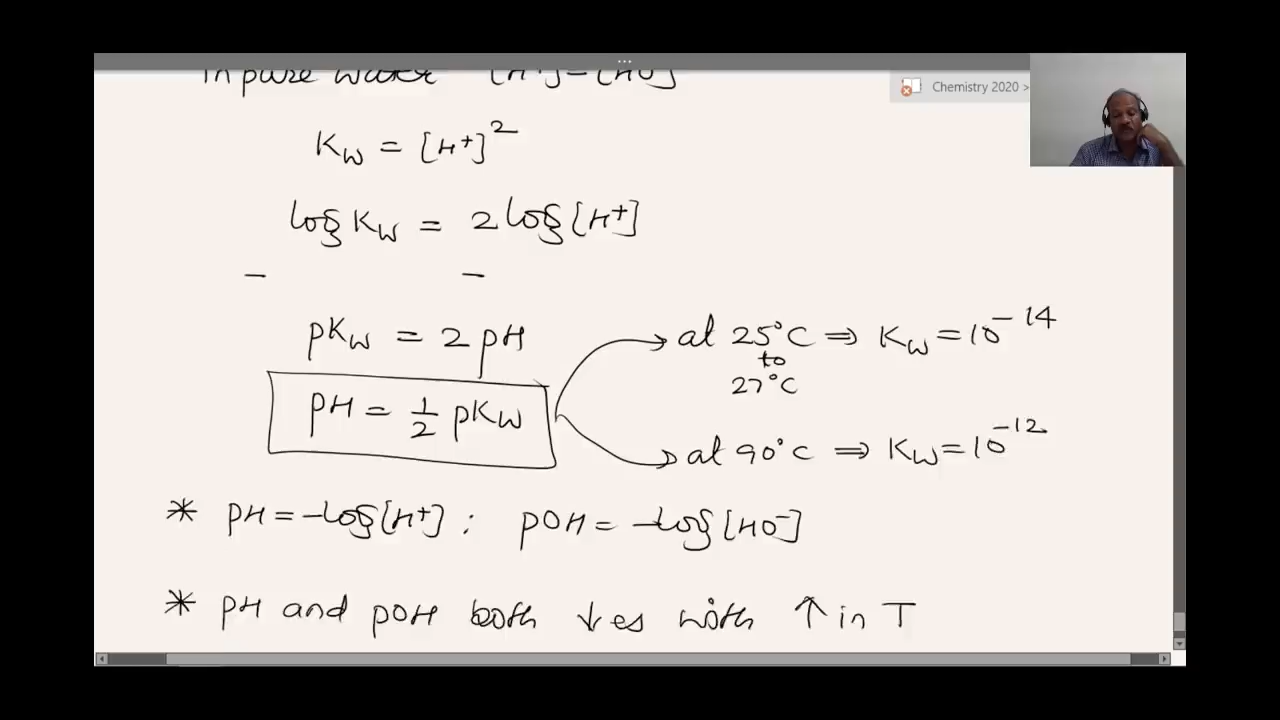 Chemistry 2020 >
In pure water [H⁺]=[HO⁻]
Kw = [H⁺]²
log Kw = 2 log[H⁺]
– –
pKw = 2 pH
at 25°C ⇒ Kw = 10⁻¹⁴
to
27°C
pH = ½ pKw
at 90°C ⇒ Kw = 10⁻¹²
* pH = -log[H⁺] : pOH = -log[HO⁻]
* pH and pOH both ↓es with ↑ in T